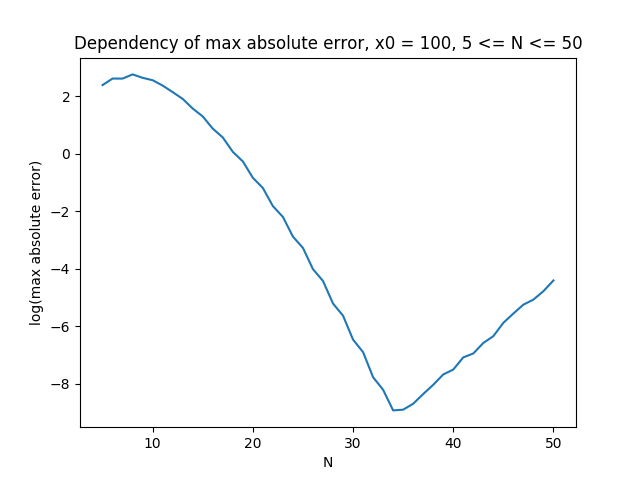 Dependency of max absolute error, x0 = 100, 5 <= N <= 50
log(max absolute error)
2
0
−2
−4
−6
−8
10 20 30 40 50
N